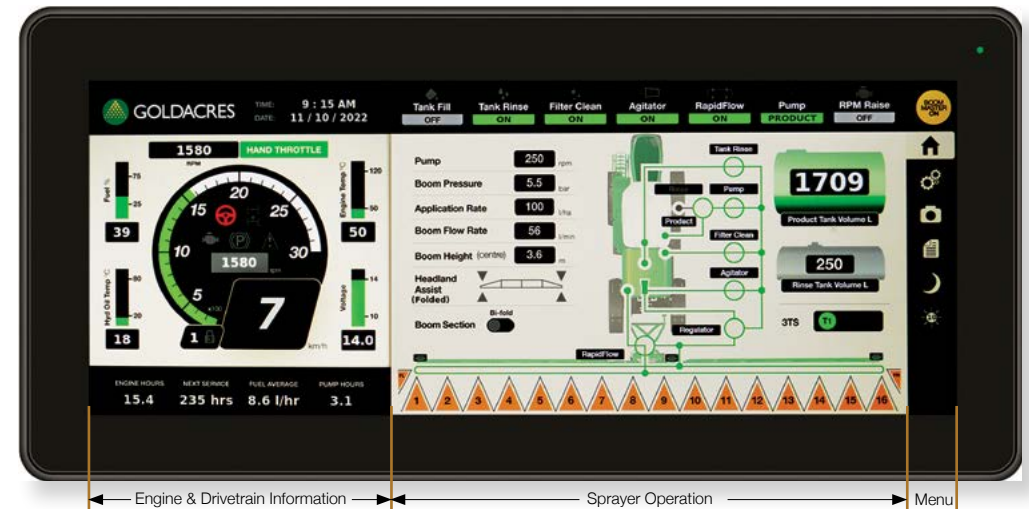 GOLDACRES
TIME: 9 : 15 AM
DATE: 11 / 10 / 2022
Tank Fill Tank Rinse Filter Clean Agitator RapidFlow Pump RPM Raise
OFF ON ON ON ON PRODUCT OFF
BOOM MASTER ON
1580 HAND THROTTLE
RPM
Fuel %
75
25
39
Engine Temp °C
120
50
50
Hyd Oil Temp °C
80
20
18
Voltage
14
10
14.0
5 10 15 20 25 30
x100
P
1580 rpm
7
km/h
1
ENGINE HOURS NEXT SERVICE FUEL AVERAGE PUMP HOURS
15.4 235 hrs 8.6 l/hr 3.1
Pump 250 rpm
Boom Pressure 5.5 bar
Application Rate 100 l/ha
Boom Flow Rate 56 l/min
Boom Height (centre) 3.6 m
Headland
Assist
(Folded)
Bi-fold
Boom Section
Tank Rinse
Rinse
Pump
Product
Filter Clean
Agitator
Regulator
RapidFlow
1709
Product Tank Volume L
250
Rinse Tank Volume L
3TS T1
1 2 3 4 5 6 7 8 9 10 11 12 13 14 15 16
Engine & Drivetrain Information Sprayer Operation Menu